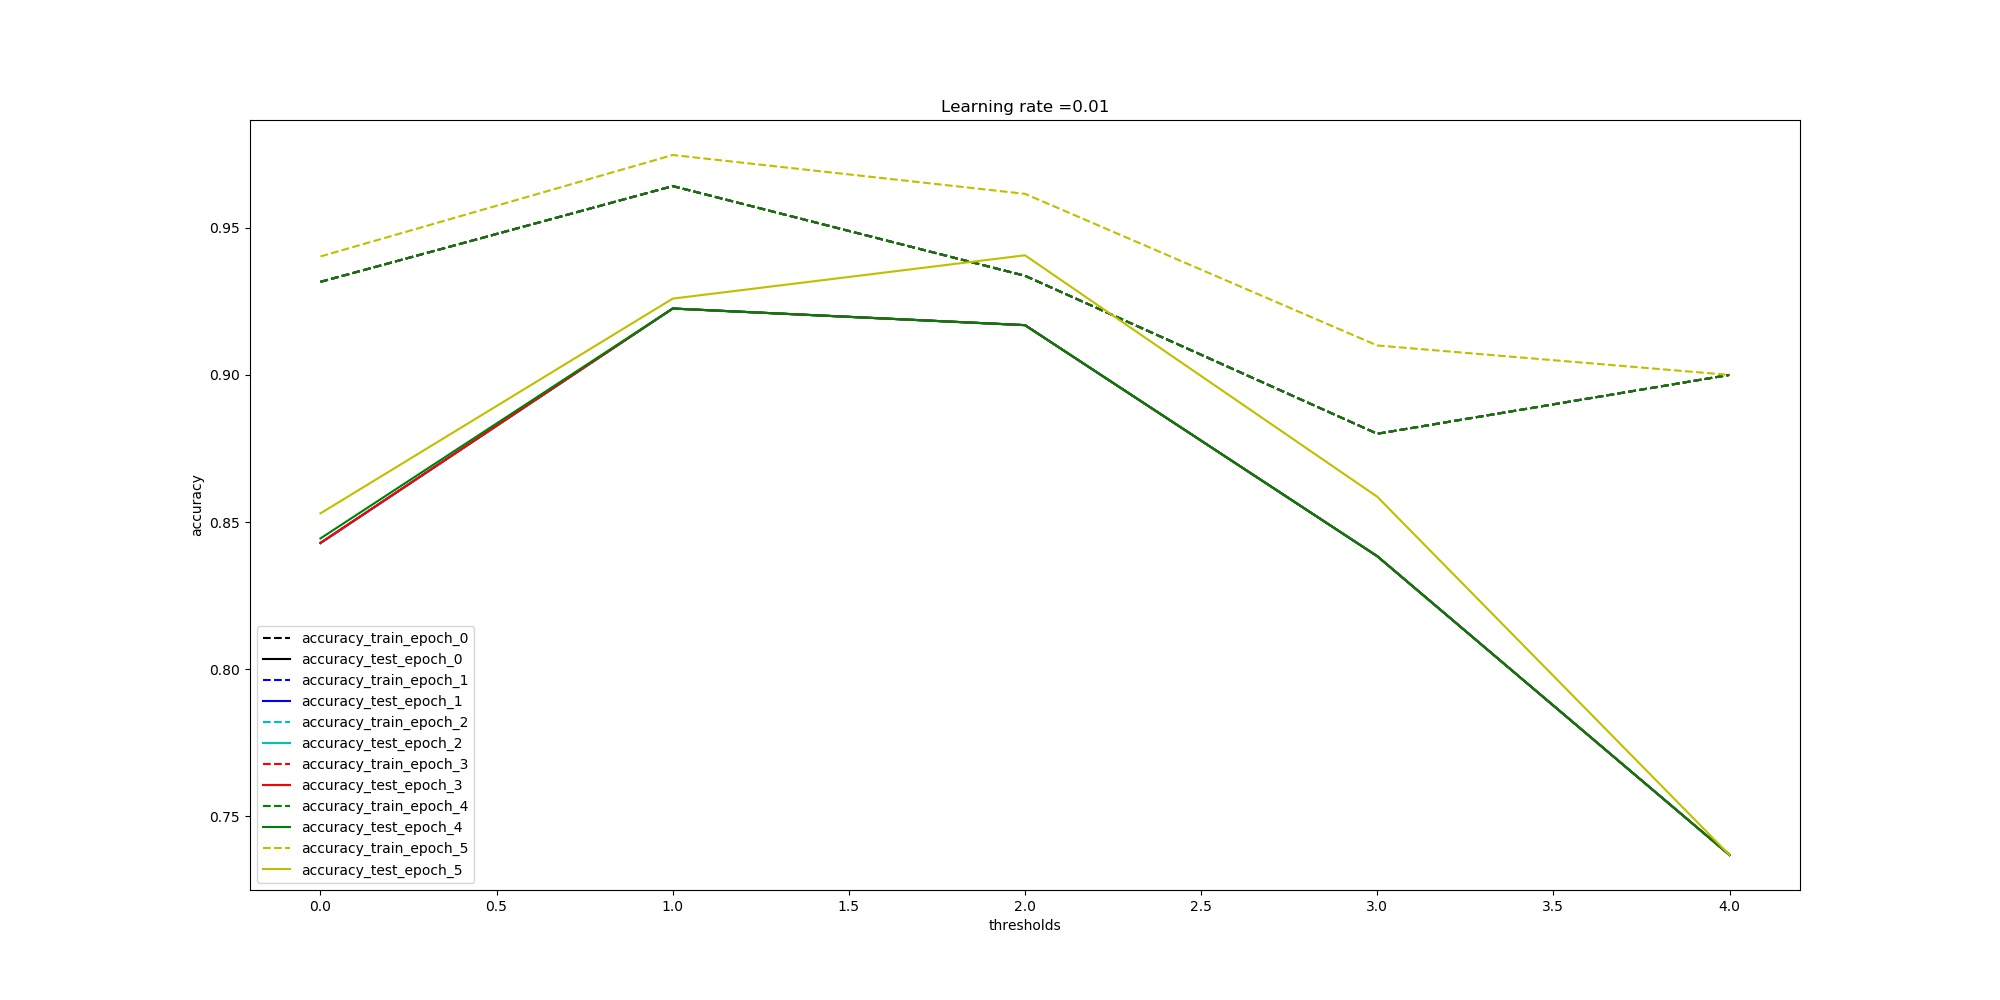 Learning rate =0.01
0.95
0.90
0.85
0.80
0.75
accuracy
accuracy_train_epoch_0
accuracy_test_epoch_0
accuracy_train_epoch_1
accuracy_test_epoch_1
accuracy_train_epoch_2
accuracy_test_epoch_2
accuracy_train_epoch_3
accuracy_test_epoch_3
accuracy_train_epoch_4
accuracy_test_epoch_4
accuracy_train_epoch_5
accuracy_test_epoch_5
0.0 0.5 1.0 1.5 2.0 2.5 3.0 3.5 4.0
thresholds